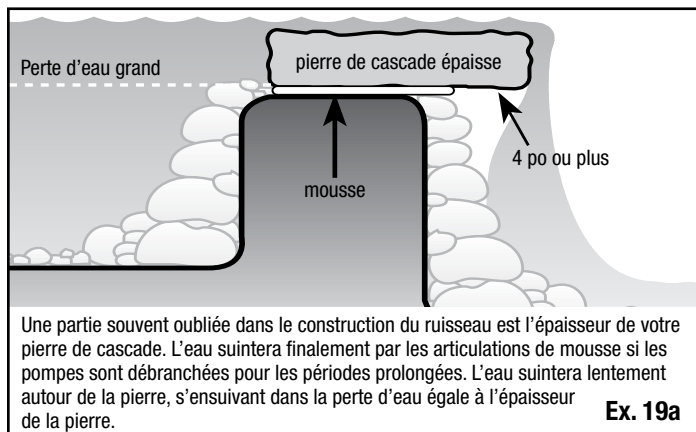 Perte d'eau grand
pierre de cascade épaisse
4 po ou plus
mousse
Une partie souvent oubliée dans le construction du ruisseau est l'épaisseur de votre
pierre de cascade. L'eau suintera finalement par les articulations de mousse si les
pompes sont débranchées pour les périodes prolongées. L'eau suintera lentement
autour de la pierre, s'ensuivant dans la perte d'eau égale à l'épaisseur
de la pierre.
Ex. 19a